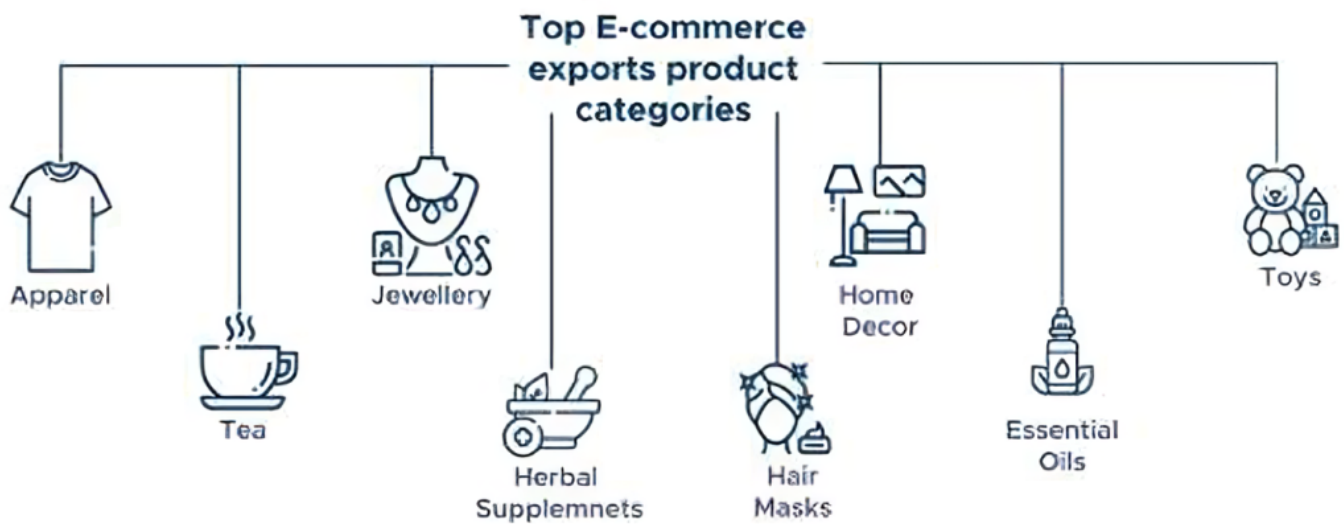 Top E-commerce
exports product
categories
Apparel
Tea
Jewellery
Herbal
Supplemnets
Hair
Masks
Home
Decor
Essential
Oils
Toys